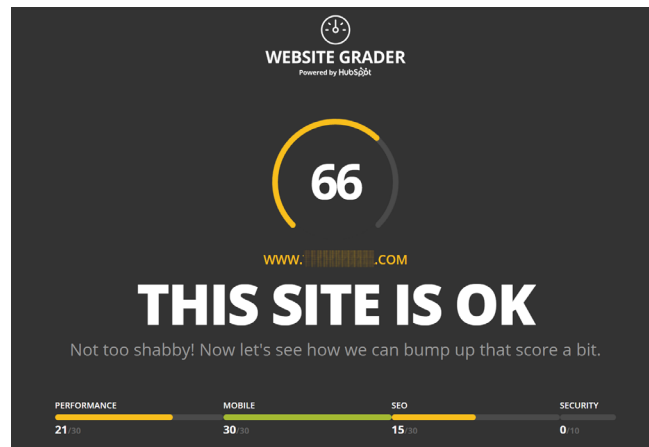 WEBSITE GRADER
Powered by HubSpot
66
WWW. .COM
THIS SITE IS OK
Not too shabby! Now let's see how we can bump up that score a bit.
PERFORMANCE MOBILE SEO SECURITY
21/30 30/30 15/30 0/10